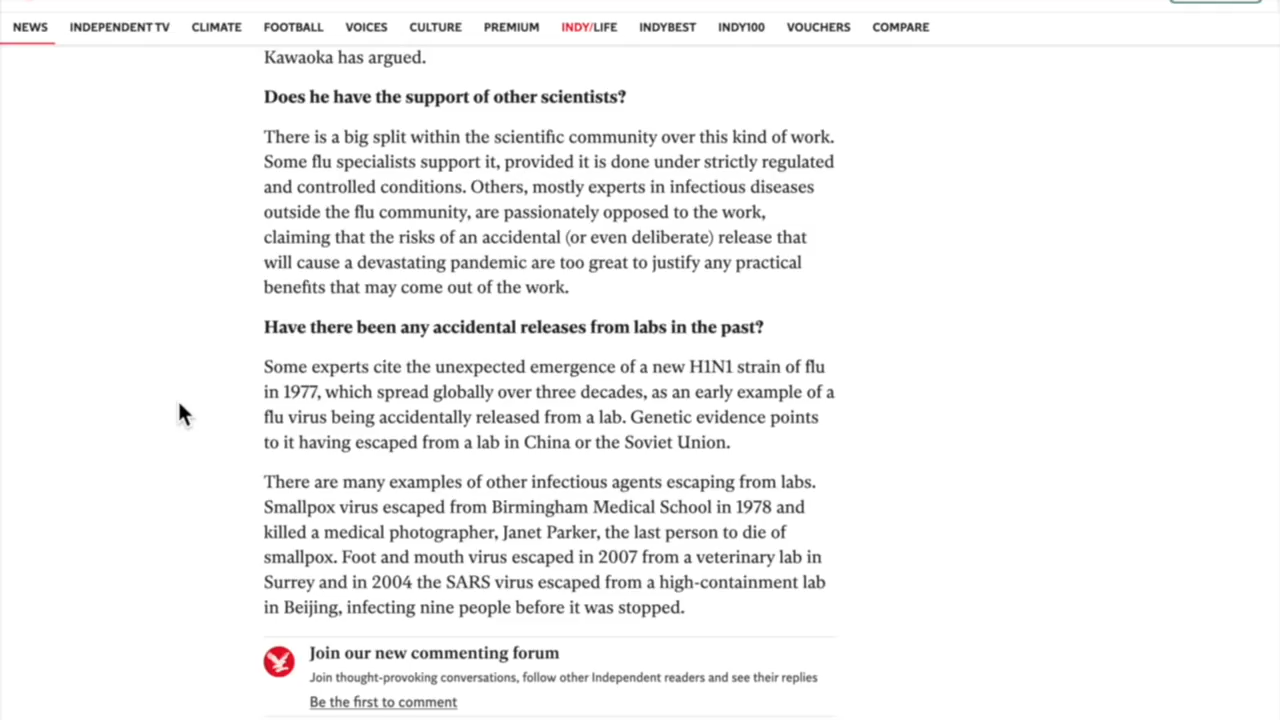 NEWS INDEPENDENT TV CLIMATE FOOTBALL VOICES CULTURE PREMIUM INDY/LIFE INDYBEST INDY100 VOUCHERS COMPARE
Kawaoka has argued.
Does he have the support of other scientists?
There is a big split within the scientific community over this kind of work.
Some flu specialists support it, provided it is done under strictly regulated
and controlled conditions. Others, mostly experts in infectious diseases
outside the flu community, are passionately opposed to the work,
claiming that the risks of an accidental (or even deliberate) release that
will cause a devastating pandemic are too great to justify any practical
benefits that may come out of the work.
Have there been any accidental releases from labs in the past?
Some experts cite the unexpected emergence of a new H1N1 strain of flu
in 1977, which spread globally over three decades, as an early example of a
flu virus being accidentally released from a lab. Genetic evidence points
to it having escaped from a lab in China or the Soviet Union.
There are many examples of other infectious agents escaping from labs.
Smallpox virus escaped from Birmingham Medical School in 1978 and
killed a medical photographer, Janet Parker, the last person to die of
smallpox. Foot and mouth virus escaped in 2007 from a veterinary lab in
Surrey and in 2004 the SARS virus escaped from a high-containment lab
in Beijing, infecting nine people before it was stopped.
Join our new commenting forum
Join thought-provoking conversations, follow other Independent readers and see their replies
Be the first to comment